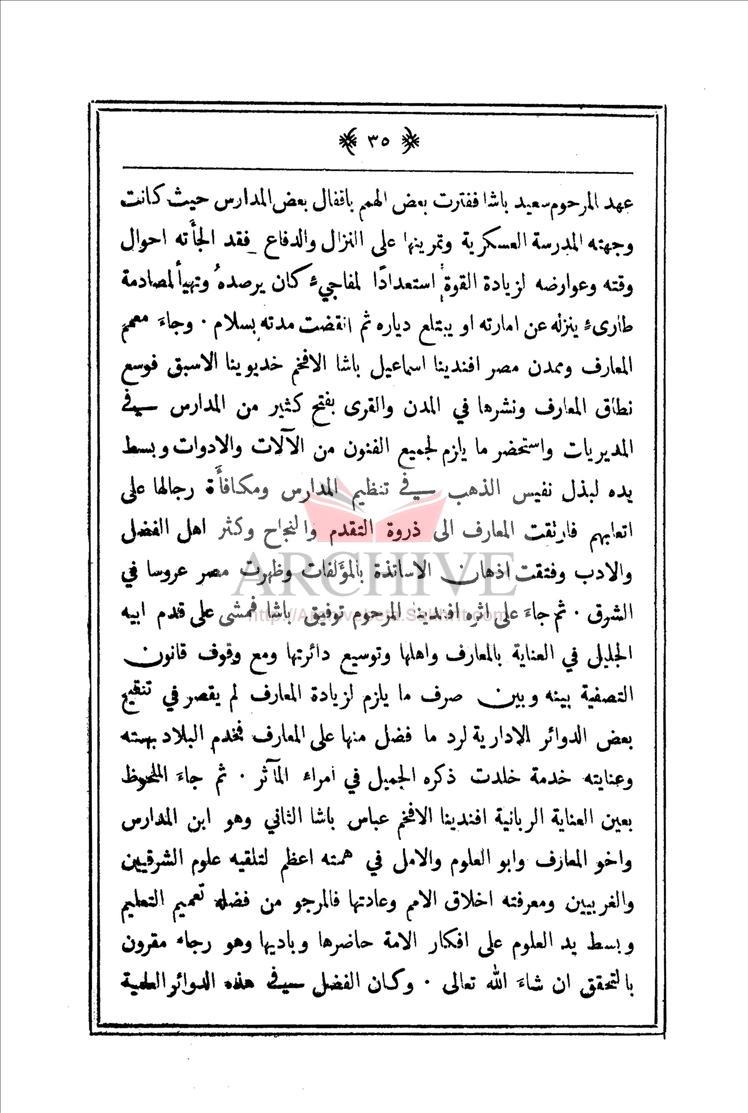 ٣٥
عهد المرحوم سعيد باشا ففترت بعض الهمم باقفال بعض المدارس حيث كانت
وجهته المدرسة العسكرية وتمرينها على النزال والدفاع فقد الجأته احوال
وقته وعوارضه لزيادة القوة استعدادًا لمفاجيء كان يرصده وتهيأ لمصادمة
طارىء ينزله عن امارته او يبتلع دياره ثم انقضت مدته بسلام · وجاء معمم
المعارف وممدن مصر افندينا اسماعيل باشا الافخم خديوينا الاسبق فوسع
نطاق المعارف ونشرها في المدن والقرى بفتح كثير من المدارس في
المديريات واستحضر ما يلزم لجميع الفنون من الآلات والادوات وبسط
يده لبذل نفيس الذهب في تنظيم المدارس ومكافأة رجالها على
اتعابهم فارتقت المعارف الى ذروة التقدم والنجاح وكثر اهل الفضل
والادب وفتقت اذهان الاساتذة بالمؤلفات وظهرت مصر عروسا في
الشرق · ثم جاء على اثره افندينا المرحوم توفيق باشا فمشى على قدم ابيه
الجليل في العناية بالمعارف واهلها وتوسيع دائرتها ومع وقوف قانون
التصفية بينه وبين صرف ما يلزم لزيادة المعارف لم يقصر في تنقيح
بعض الدوائر الادارية لرد ما فضل منها على المعارف فخدم البلاد بهمته
وعنايته خدمة خلدت ذكره الجميل في امراء المآثر · ثم جاء الملحوظ
بعين العناية الربانية افندينا الافخم عباس باشا الثاني وهو ابن المدارس
واخو المعارف وابو العلوم والامل في همته اعظم لتلقيه علوم الشرقيين
والغربيين ومعرفته اخلاق الامم وعادتها فالمرجو من فضله تعميم التعليم
وبسط يد العلوم على افكار الامة حاضرها وباديها وهو رجاء مقرون
بالتحقق ان شاء الله تعالى · وكان الفضل في هذه الدوائر العلمية
ARCHIVE